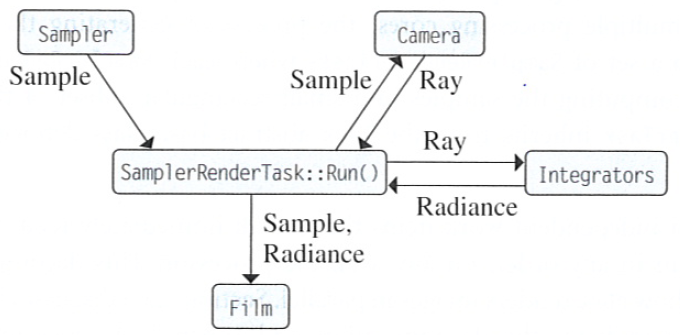 Sampler
Camera
Sample
Sample
Ray
SamplerRenderTask::Run()
Ray
Integrators
Radiance
Sample,
Radiance
Film